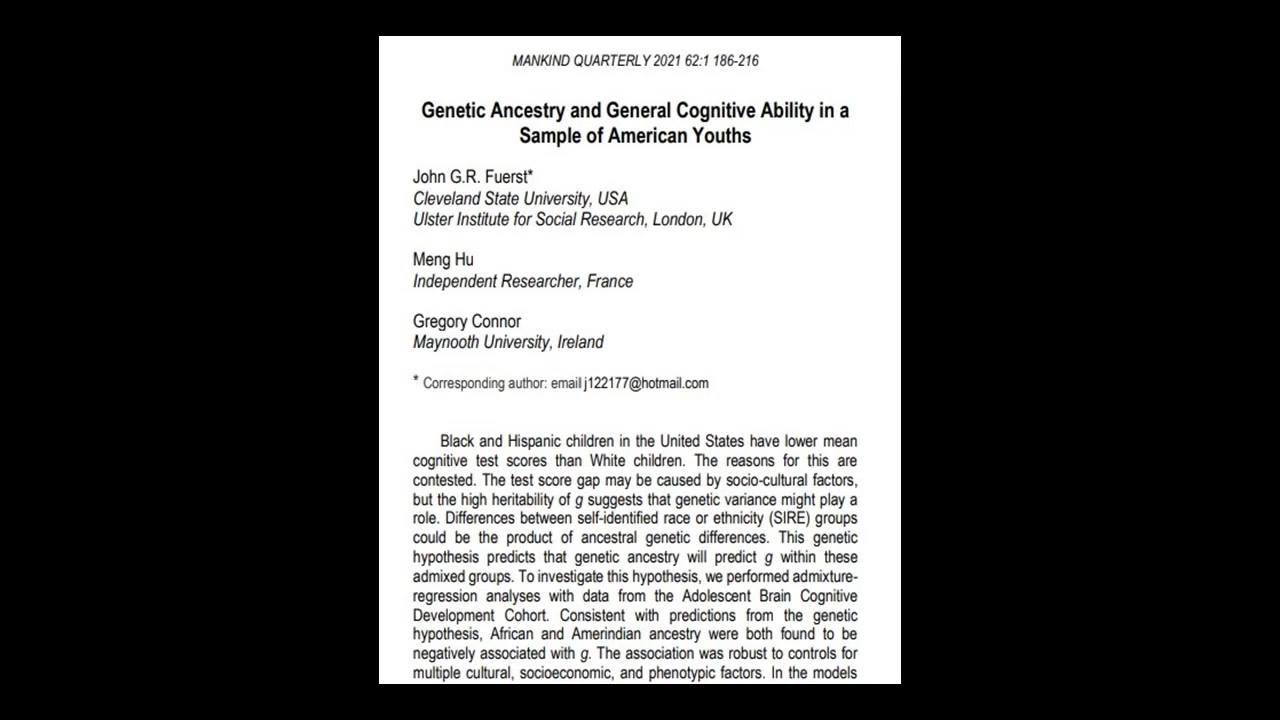 MANKIND QUARTERLY 2021 62:1 186-216
Genetic Ancestry and General Cognitive Ability in a
Sample of American Youths
John G.R. Fuerst*
Cleveland State University, USA
Ulster Institute for Social Research, London, UK
Meng Hu
Independent Researcher, France
Gregory Connor
Maynooth University, Ireland
* Corresponding author: email j122177@hotmail.com
Black and Hispanic children in the United States have lower mean
cognitive test scores than White children. The reasons for this are
contested. The test score gap may be caused by socio-cultural factors,
but the high heritability of g suggests that genetic variance might play a
role. Differences between self-identified race or ethnicity (SIRE) groups
could be the product of ancestral genetic differences. This genetic
hypothesis predicts that genetic ancestry will predict g within these
admixed groups. To investigate this hypothesis, we performed admixture-
regression analyses with data from the Adolescent Brain Cognitive
Development Cohort. Consistent with predictions from the genetic
hypothesis, African and Amerindian ancestry were both found to be
negatively associated with g. The association was robust to controls for
multiple cultural, socioeconomic, and phenotypic factors. In the models